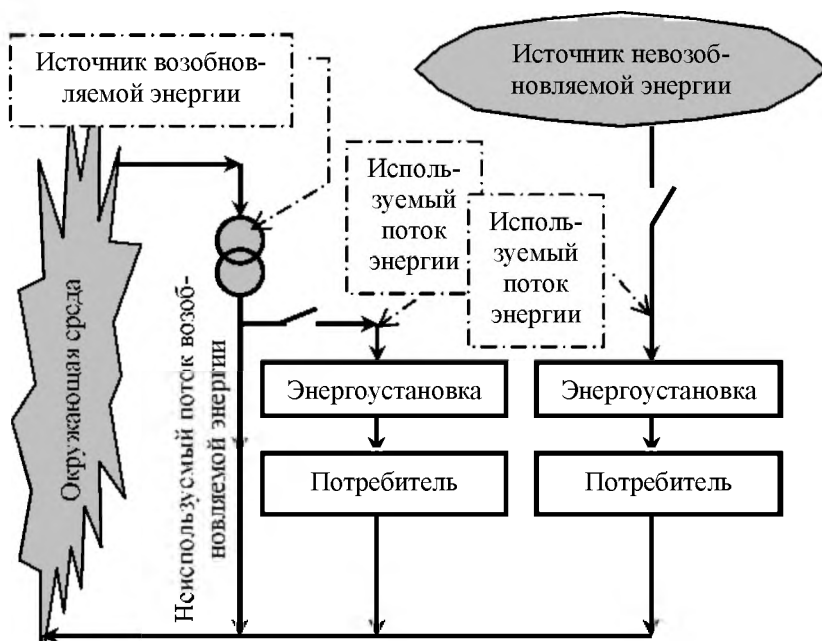 Источник возобнов-
ляемой энергии
Источник невозоб-
новляемой энергии
Исполь-
зуемый
поток
энергии
Исполь-
зуемый
поток
энергии
Окружающая среда
Неиспользуемый поток возоб-
новляемой энергии
Энергоустановка
Энергоустановка
Потребитель
Потребитель